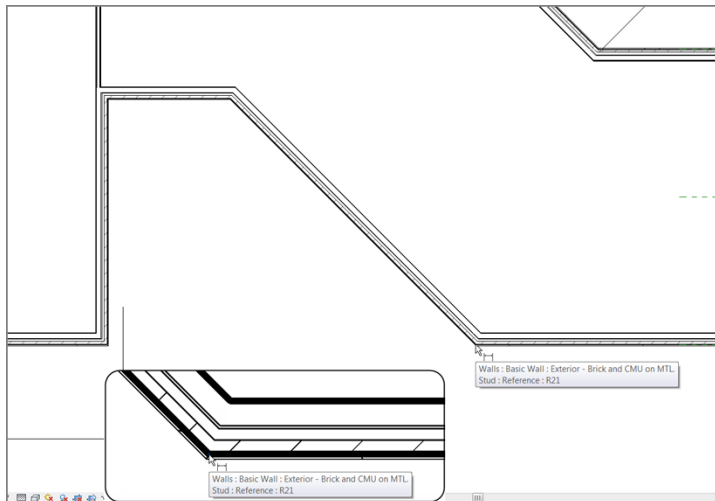 Walls : Basic Wall : Exterior - Brick and CMU on MTL.
Stud : Reference : R21
Walls : Basic Wall : Exterior - Brick and CMU on MTL.
Stud : Reference : R21